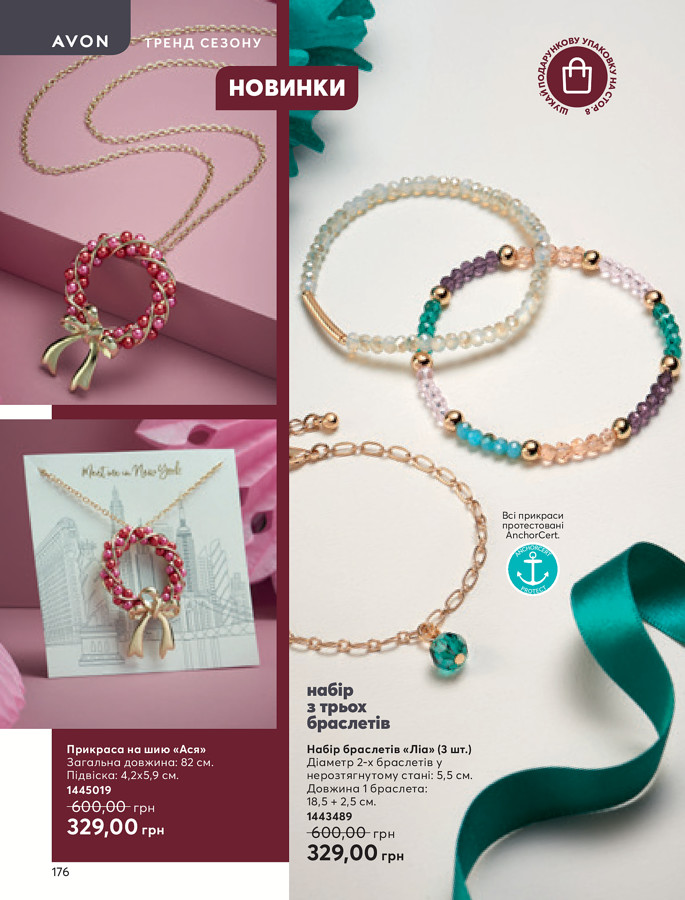 AVON
ТРЕНД СЕЗОНУ
НОВИНКИ
ШУКАЙ ПОДАРУНКОВУ УПАКОВКУ НА СТОР. 8
Meet me in New York
Всі прикраси
протестовані
AnchorCert.
ANCHORCERT
PROTECT
набір
з трьох
браслетів
Прикраса на шию «Ася»
Загальна довжина: 82 см.
Підвіска: 4,2х5,9 см.
1445019
600,00 грн
329,00 грн
Набір браслетів «Ліа» (3 шт.)
Діаметр 2-х браслетів у
нерозтягнутому стані: 5,5 см.
Довжина 1 браслета:
18,5 + 2,5 см.
1443489
600,00 грн
329,00 грн
176